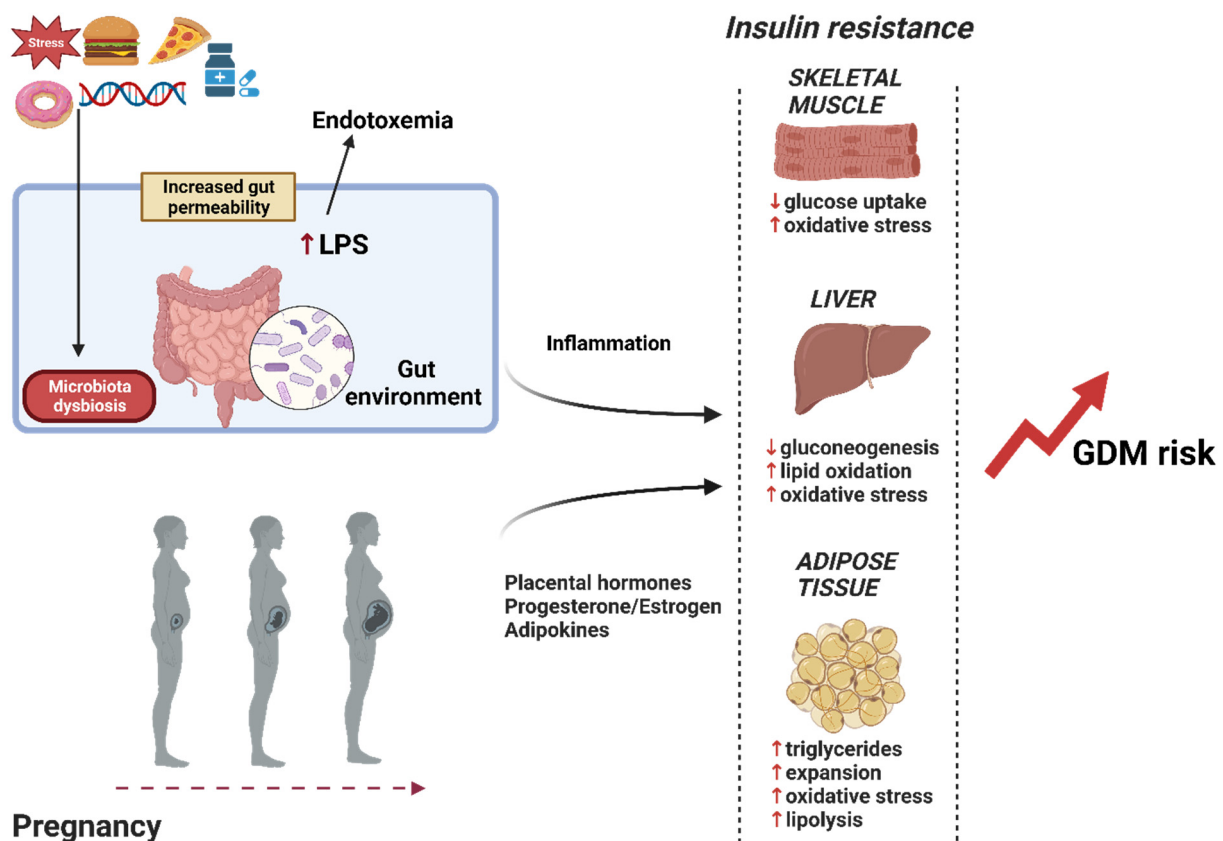 Stress
Endotoxemia
Increased gut
permeability
↑LPS
Microbiota
dysbiosis
Gut
environment
Inflammation
Placental hormones
Progesterone/Estrogen
Adipokines
Pregnancy
Insulin resistance
SKELETAL
MUSCLE
↓glucose uptake
↑oxidative stress
LIVER
↓gluconeogenesis
↑lipid oxidation
↑oxidative stress
ADIPOSE
TISSUE
↑triglycerides
↑expansion
↑oxidative stress
↑lipolysis
GDM risk